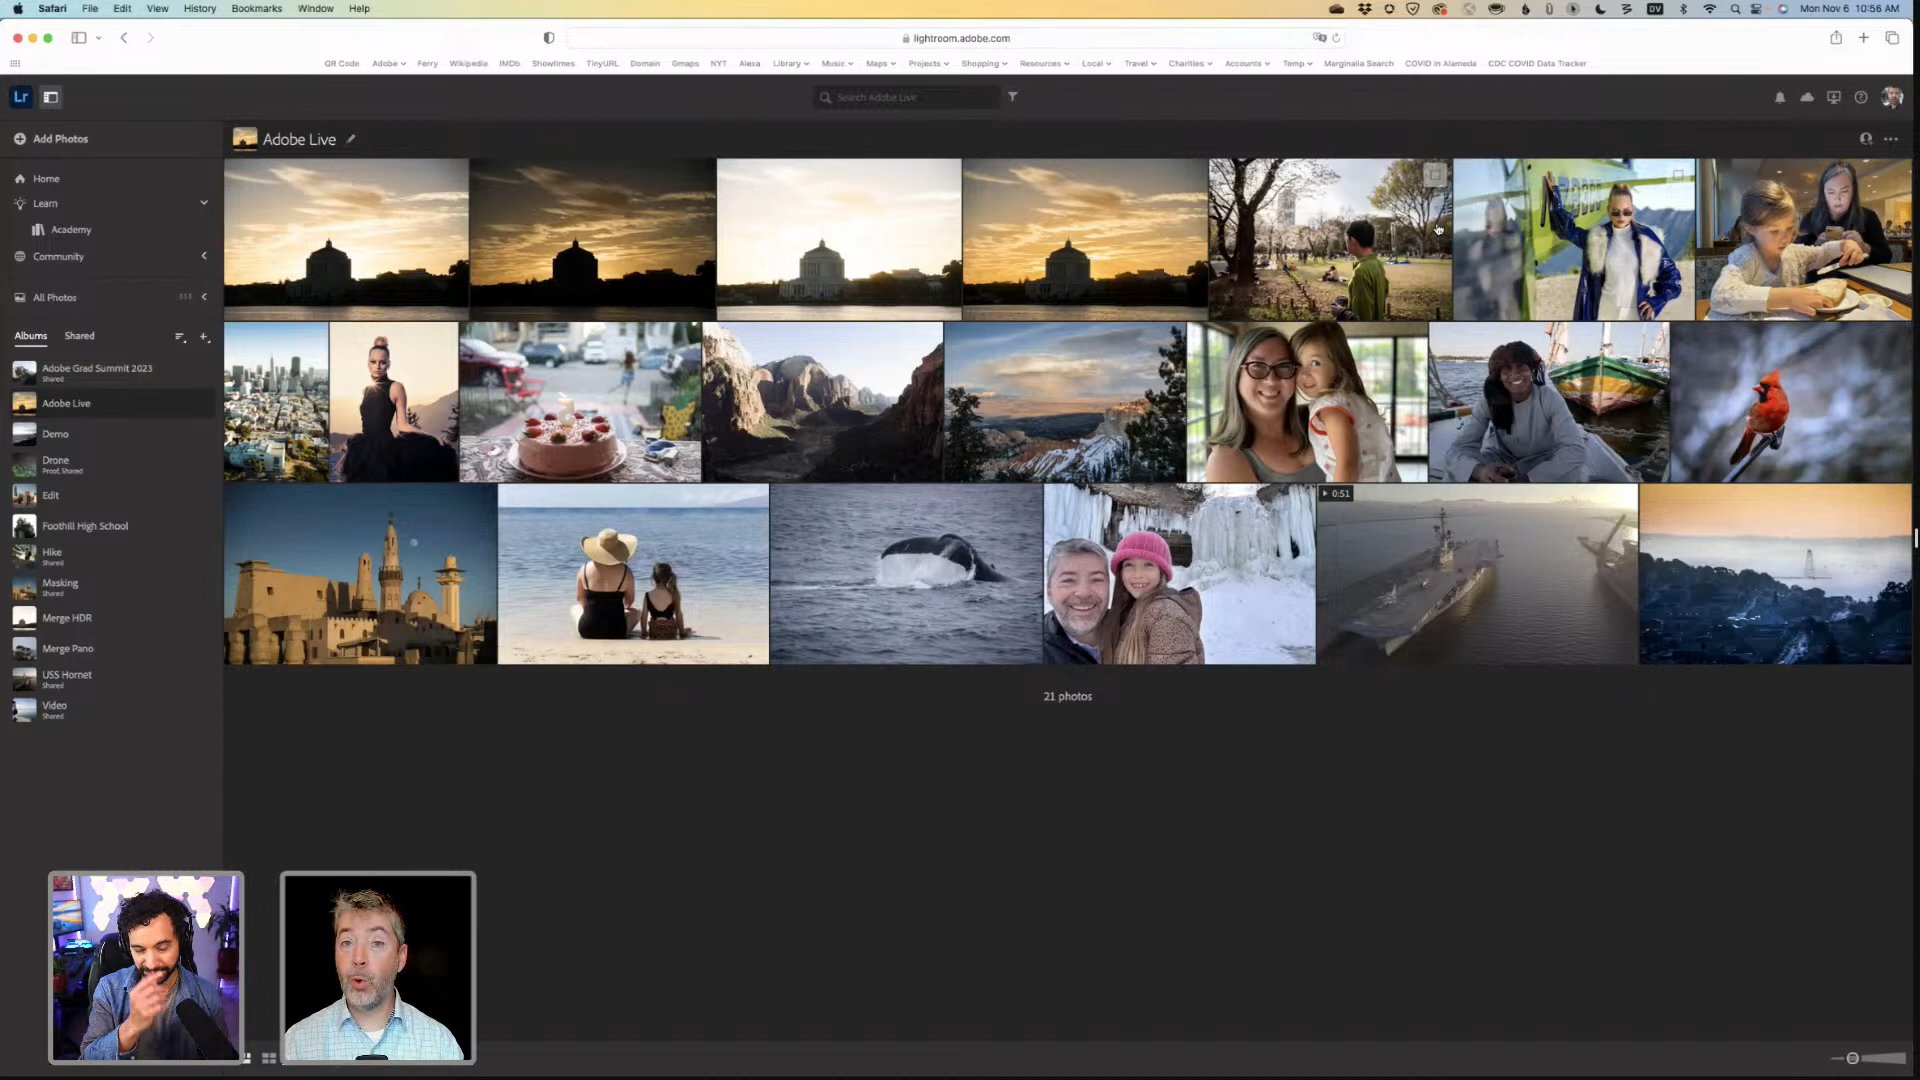 Safari File Edit View History Bookmarks Window Help DV Mon Nov 6 10:56 AM
lightroom.adobe.com
QR Code Adobe Ferry Wikipedia IMDb Showtimes TinyURL Domain Gmaps NYT Alexa Library Music Maps Projects Shopping Resources Local Travel Charities Accounts Temp Marginalia Search COVID in Alameda CDC COVID Data Tracker
Lr Search Adobe Live
Add Photos
Adobe Live
Home
Learn
Academy
Community
All Photos
Albums Shared
Adobe Grad Summit 2023
Shared
Adobe Live
Demo
Drone
Proof, Shared
Edit
Foothill High School
Hike
Shared
Masking
Shared
Merge HDR
Merge Pano
USS Hornet
Shared
Video
Shared
0:51
21 photos